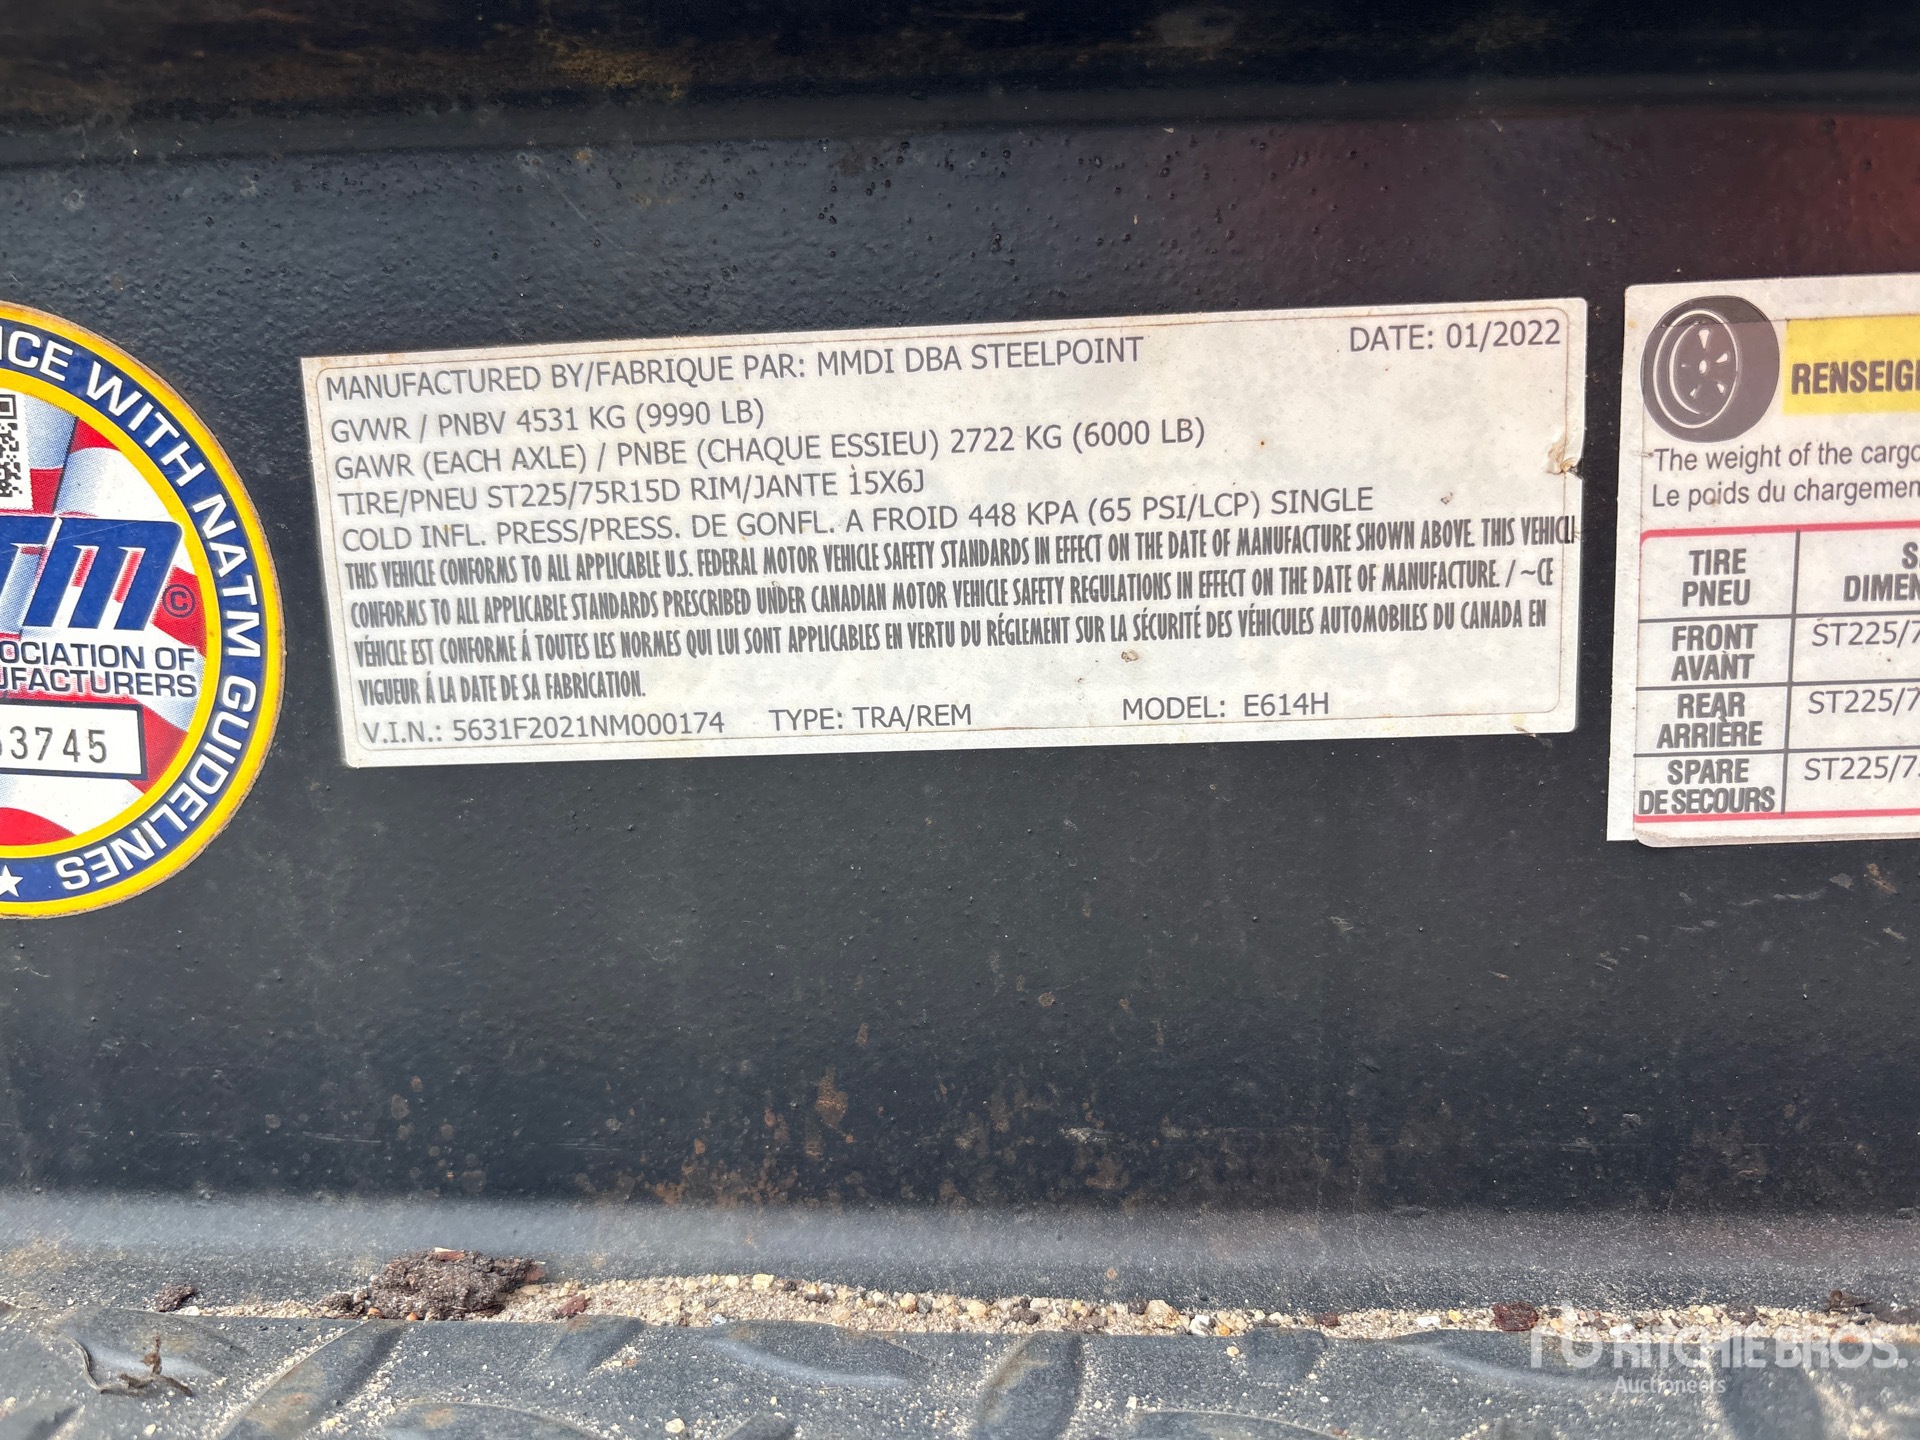 ICE WITH NATM GUIDELINES
©
OCIATION OF
UFACTURERS
53745
MANUFACTURED BY/FABRIQUE PAR: MMDI DBA STEELPOINT DATE: 01/2022
GVWR / PNBV 4531 KG (9990 LB)
GAWR (EACH AXLE) / PNBE (CHAQUE ESSIEU) 2722 KG (6000 LB)
TIRE/PNEU ST225/75R15D RIM/JANTE 15X6J
COLD INFL. PRESS/PRESS. DE GONFL. A FROID 448 KPA (65 PSI/LCP) SINGLE
THIS VEHICLE CONFORMS TO ALL APPLICABLE U.S. FEDERAL MOTOR VEHICLE SAFETY STANDARDS IN EFFECT ON THE DATE OF MANUFACTURE SHOWN ABOVE. THIS VEHICL
CONFORMS TO ALL APPLICABLE STANDARDS PRESCRIBED UNDER CANADIAN MOTOR VEHICLE SAFETY REGULATIONS IN EFFECT ON THE DATE OF MANUFACTURE. / ~CE
VÉHICLE EST CONFORME Á TOUTES LES NORMES QUI LUI SONT APPLICABLES EN VERTU DU RÉGLEMENT SUR LA SÉCURITÉ DES VÉHICULES AUTOMOBILES DU CANADA EN
VIGUEUR Á LA DATE DE SA FABRICATION.
V.I.N.: 5631F2021NM000174 TYPE: TRA/REM MODEL: E614H
RENSEIG
The weight of the cargo
Le poids du chargemen
TIRE
PNEU
DIMEN
FRONT
AVANT
ST225/7
REAR
ARRIÈRE
ST225/7
SPARE
DE SECOURS
ST225/7
RITCHIE BROS.
Auctioneers